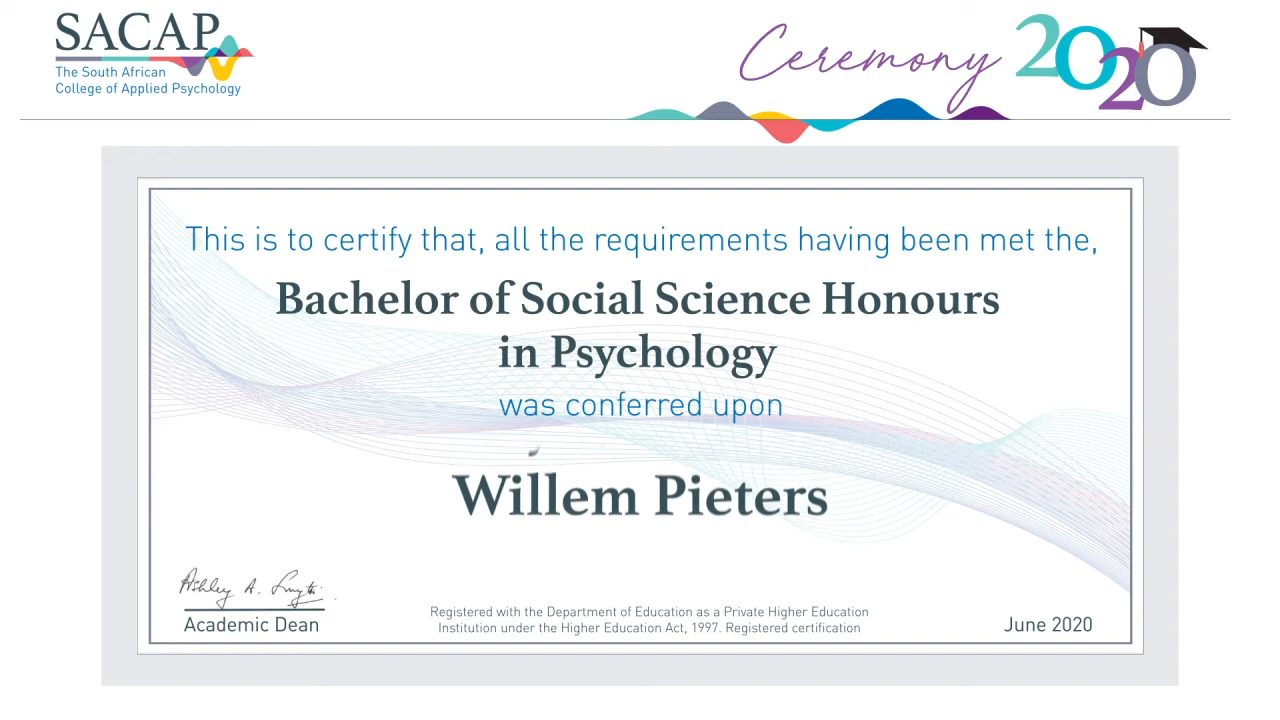 SACAP
The South African
College of Applied Psychology
Ceremony 2020
This is to certify that, all the requirements having been met the,
Bachelor of Social Science Honours
in Psychology
was conferred upon
Willem Pieters
Ashley A. Smyth
Academic Dean
Registered with the Department of Education as a Private Higher Education
Institution under the Higher Education Act, 1997. Registered certification
June 2020